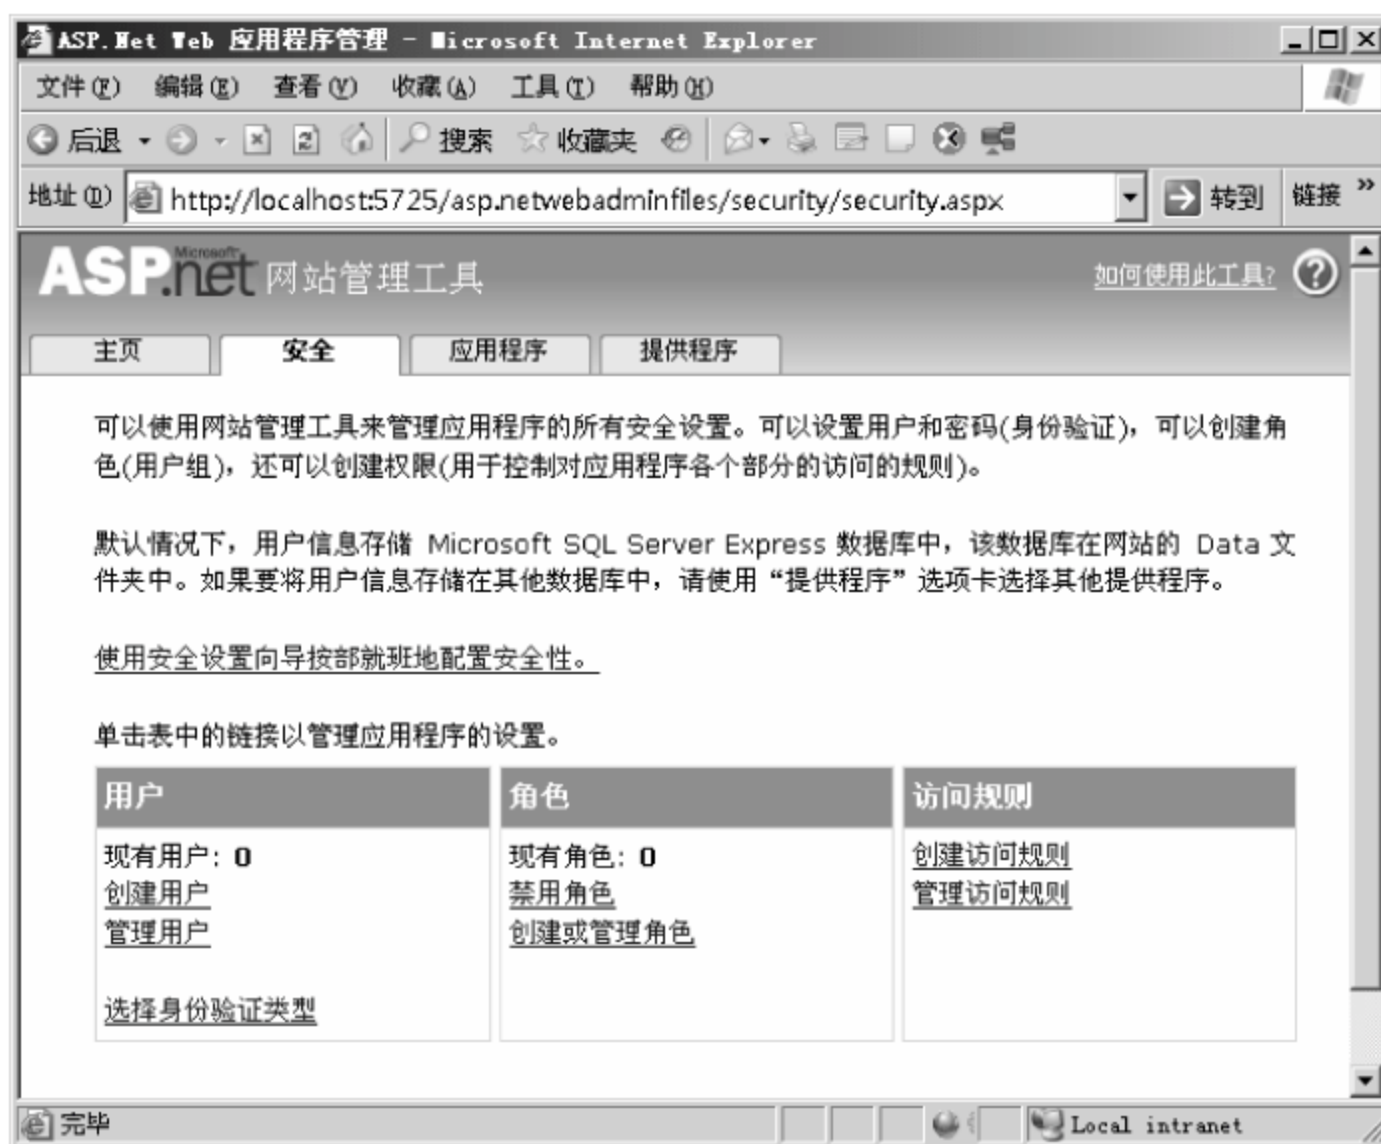 ASP.Net Web 应用程序管理 - Microsoft Internet Explorer
文件(F) 编辑(E) 查看(V) 收藏(A) 工具(T) 帮助(H)
后退 搜索 收藏夹
地址(D) http://localhost:5725/asp.netwebadminfiles/security/security.aspx 转到 链接 »
Microsoft
ASP.net 网站管理工具 如何使用此工具? ?
主页 安全 应用程序 提供程序
可以使用网站管理工具来管理应用程序的所有安全设置。可以设置用户和密码(身份验证)，可以创建角
色(用户组)，还可以创建权限(用于控制对应用程序各个部分的访问的规则)。
默认情况下，用户信息存储 Microsoft SQL Server Express 数据库中，该数据库在网站的 Data 文
件夹中。如果要将用户信息存储在其他数据库中，请使用“提供程序”选项卡选择其他提供程序。
使用安全设置向导按部就班地配置安全性。
单击表中的链接以管理应用程序的设置。
用户 角色 访问规则
现有用户: 0 现有角色: 0 创建访问规则
创建用户 禁用角色 管理访问规则
管理用户 创建或管理角色
选择身份验证类型
完毕 Local intranet